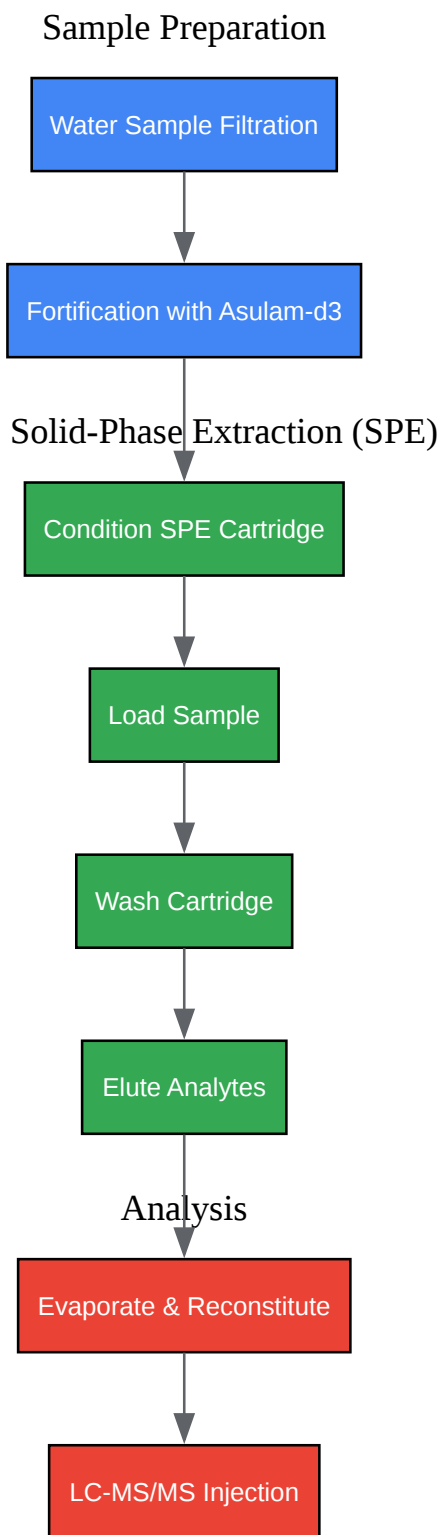 Sample Preparation
Water Sample Filtration
Fortification with Asulam-d3
Solid-Phase Extraction (SPE)
Condition SPE Cartridge
Load Sample
Wash Cartridge
Elute Analytes
Analysis
Evaporate & Reconstitute
LC-MS/MS Injection